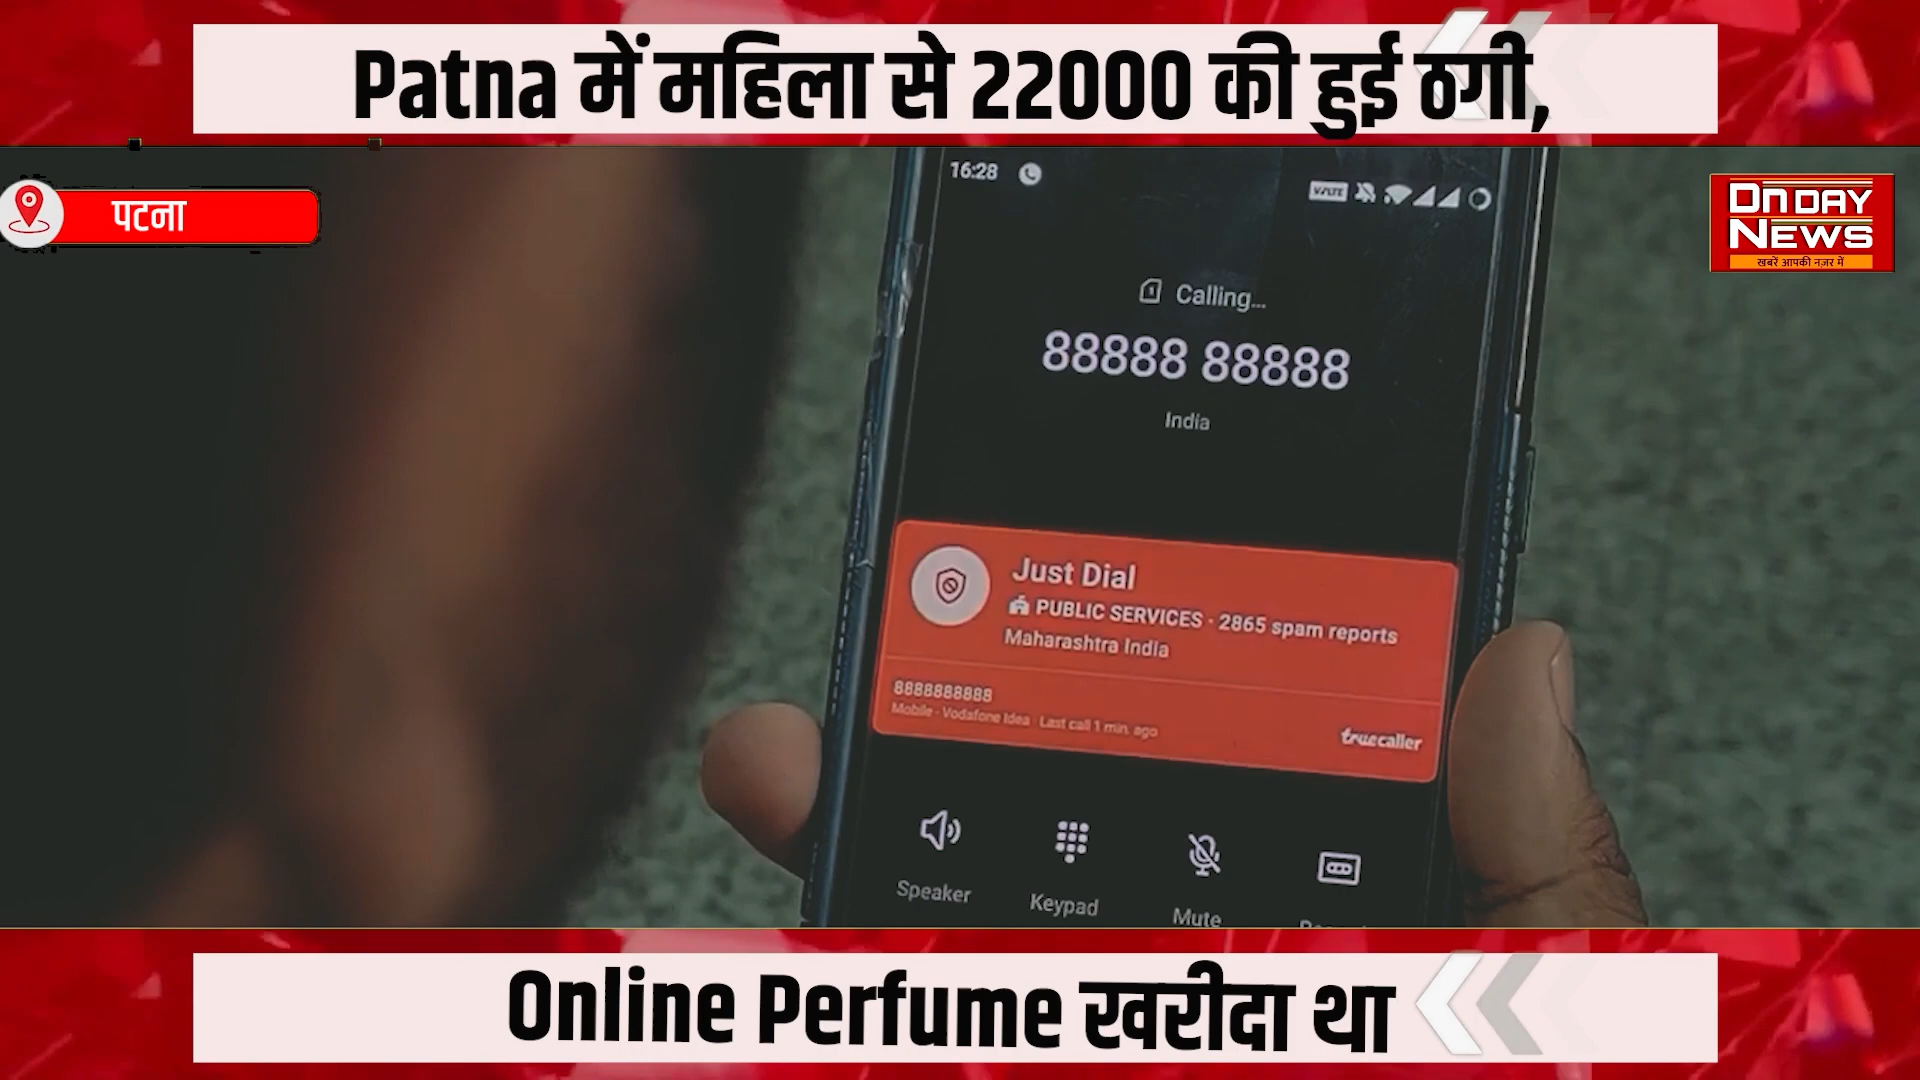 Patna में महिला से 22000 की हुई ठगी,
पटना
On Day
News
खबरें आपकी नज़र में
16:28
VoLTE
Calling...
88888 88888
India
Just Dial
PUBLIC SERVICES · 2865 spam reports
Maharashtra India
8888888888
Mobile - Vodafone Idea · Last call 1 min. ago
truecaller
Speaker
Keypad
Mute
Online Perfume खरीदा था